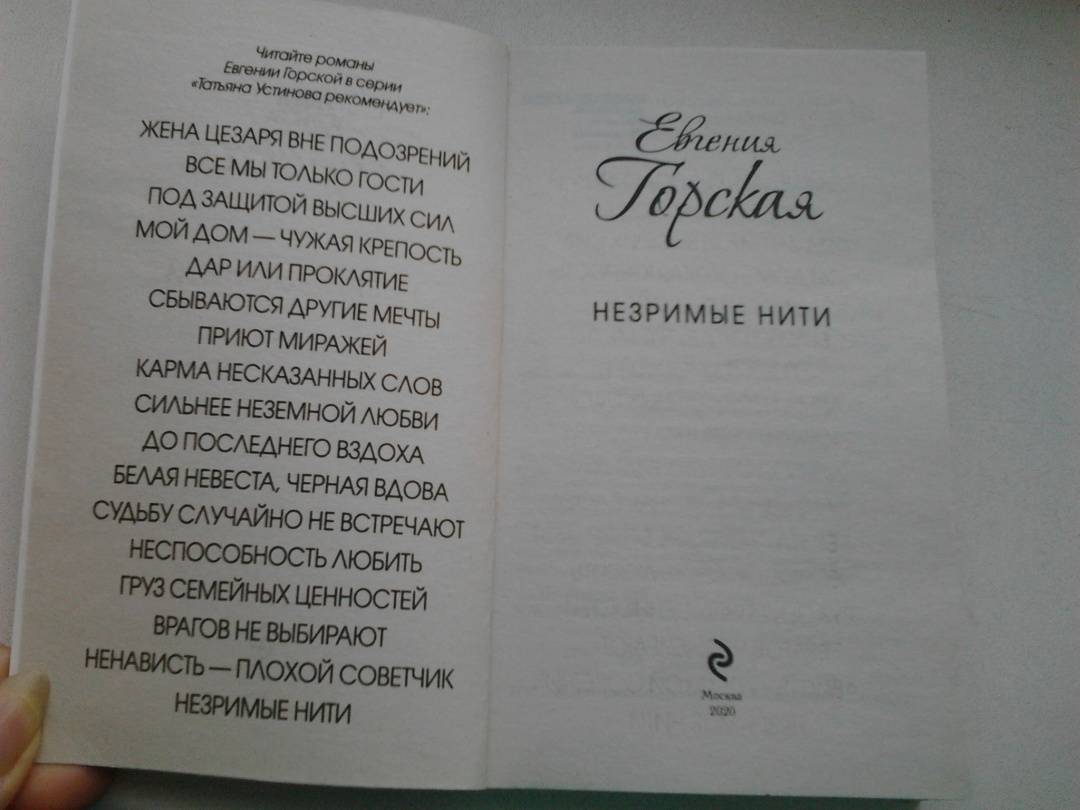 Читайте романы
Евгении Горской в серии
«Татьяна Устинова рекомендует»:
ЖЕНА ЦЕЗАРЯ ВНЕ ПОДОЗРЕНИЙ
ВСЕ МЫ ТОЛЬКО ГОСТИ
ПОД ЗАЩИТОЙ ВЫСШИХ СИЛ
МОЙ ДОМ — ЧУЖАЯ КРЕПОСТЬ
ДАР ИЛИ ПРОКЛЯТИЕ
СБЫВАЮТСЯ ДРУГИЕ МЕЧТЫ
ПРИЮТ МИРАЖЕЙ
КАРМА НЕСКАЗАННЫХ СЛОВ
СИЛЬНЕЕ НЕЗЕМНОЙ ЛЮБВИ
ДО ПОСЛЕДНЕГО ВЗДОХА
БЕЛАЯ НЕВЕСТА, ЧЕРНАЯ ВДОВА
СУДЬБУ СЛУЧАЙНО НЕ ВСТРЕЧАЮТ
НЕСПОСОБНОСТЬ ЛЮБИТЬ
ГРУЗ СЕМЕЙНЫХ ЦЕННОСТЕЙ
ВРАГОВ НЕ ВЫБИРАЮТ
НЕНАВИСТЬ — ПЛОХОЙ СОВЕТЧИК
НЕЗРИМЫЕ НИТИ
Евгения
Горская
НЕЗРИМЫЕ НИТИ
Москва
2020